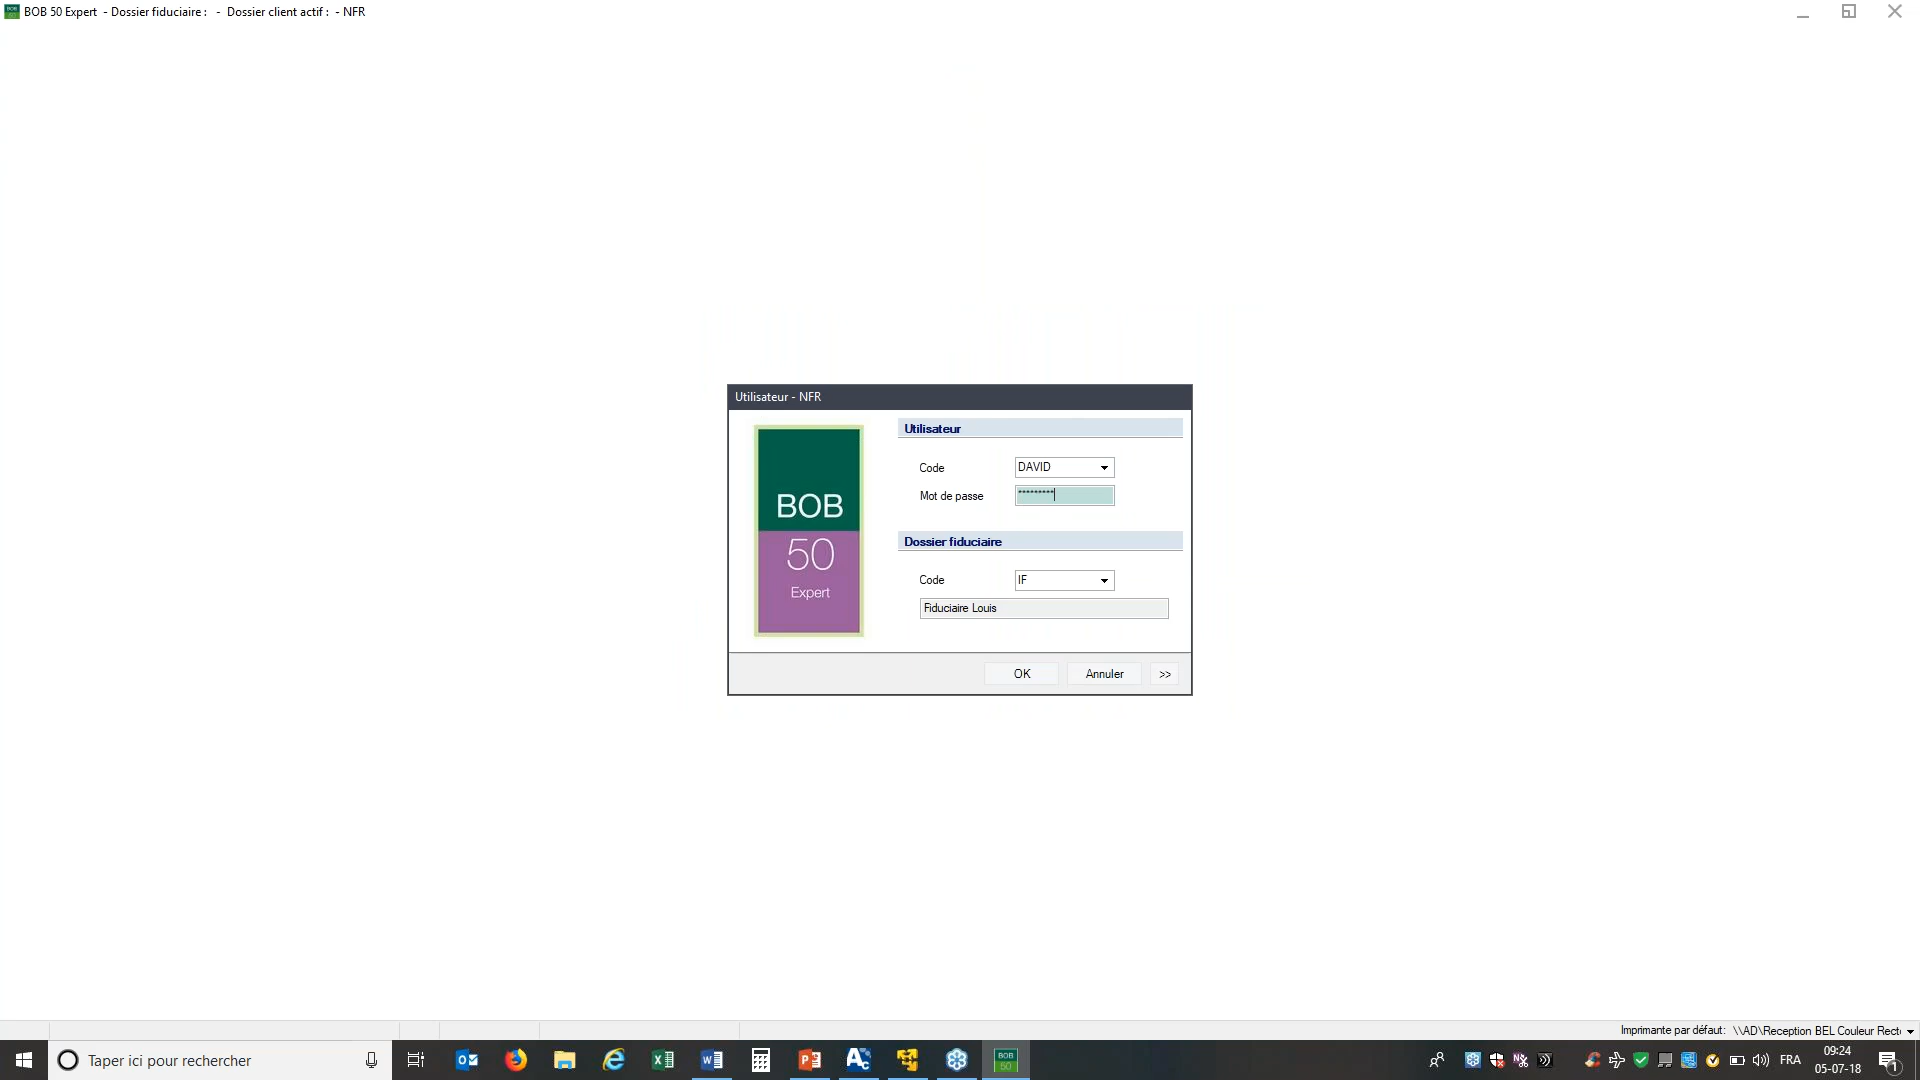 BOB 50 Expert - Dossier fiduciaire : - Dossier client actif : - NFR
Utilisateur - NFR
Utilisateur
Code DAVID
Mot de passe *********
BOB
50
Expert
Dossier fiduciaire
Code IF
Fiduciaire Louis
OK Annuler >>
Imprimante par défaut: \\AD\Reception BEL Couleur Rect
Taper ici pour rechercher
FRA
09:24
05-07-18
1